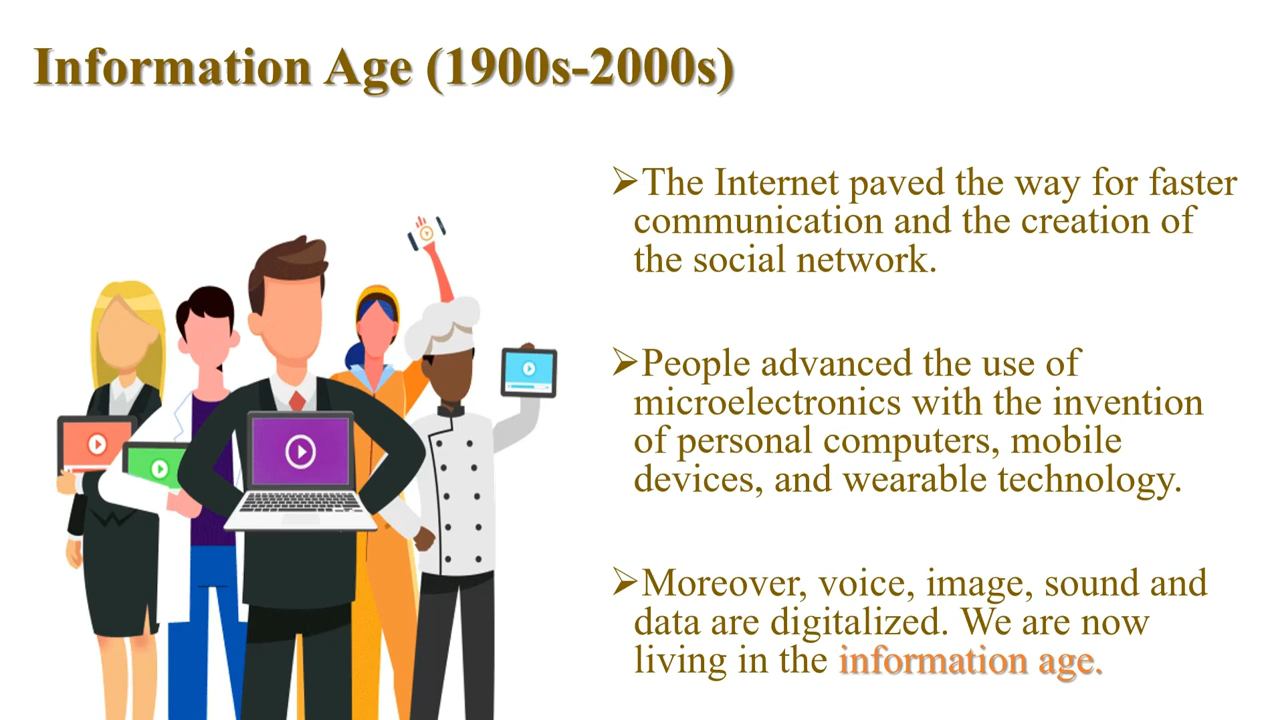 Information Age (1900s-2000s)
➢The Internet paved the way for faster
communication and the creation of
the social network.
➢People advanced the use of
microelectronics with the invention
of personal computers, mobile
devices, and wearable technology.
➢Moreover, voice, image, sound and
data are digitalized. We are now
living in the information age.